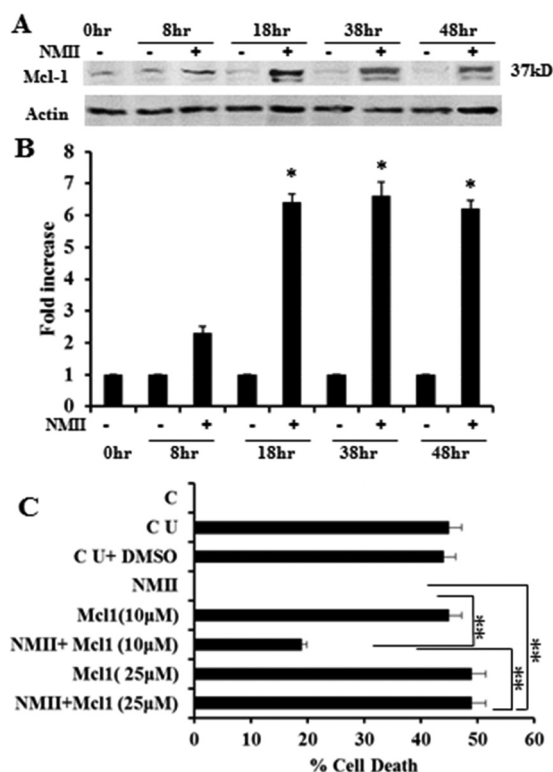 A
0hr 8hr 18hr 38hr 48hr
NMII - - + - + - + - +
Mcl-1 37kD
Actin
B
8
7
6
5
4
3
2
1
0
Fold increase
* * *
NMII - - + - + - + - +
0hr 8hr 18hr 38hr 48hr
C
C
C U
C U+ DMSO
NMII
Mcl1(10μM)
NMII+ Mcl1 (10μM)
Mcl1( 25μM)
NMII+Mcl1 (25μM)
** ** **
0 10 20 30 40 50 60
% Cell Death